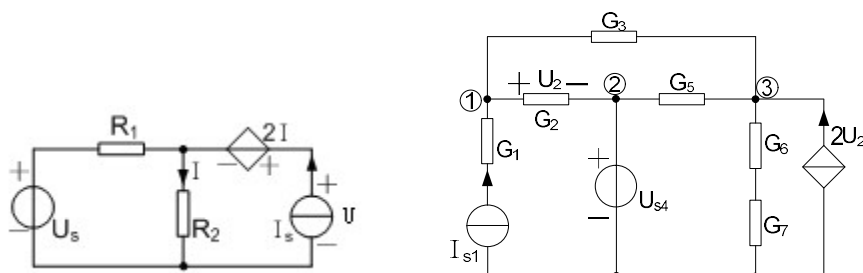 R₁
2I
+
I
− +
+
+
Uₛ
R₂
Iₛ
U
−
−
G₃
+ U₂ −
①
②
③
G₂
G₅
G₁
+
Uₛ₄
−
G₆
2U₂
G₇
Iₛ₁